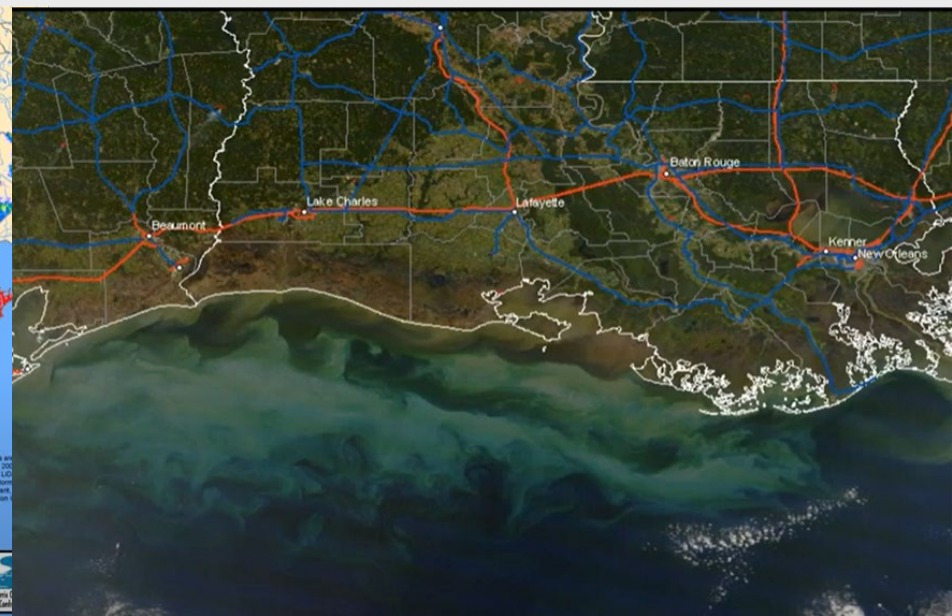 Baton Rouge
Lake Charles
Lafayette
Beaumont
Kenner
New Orleans